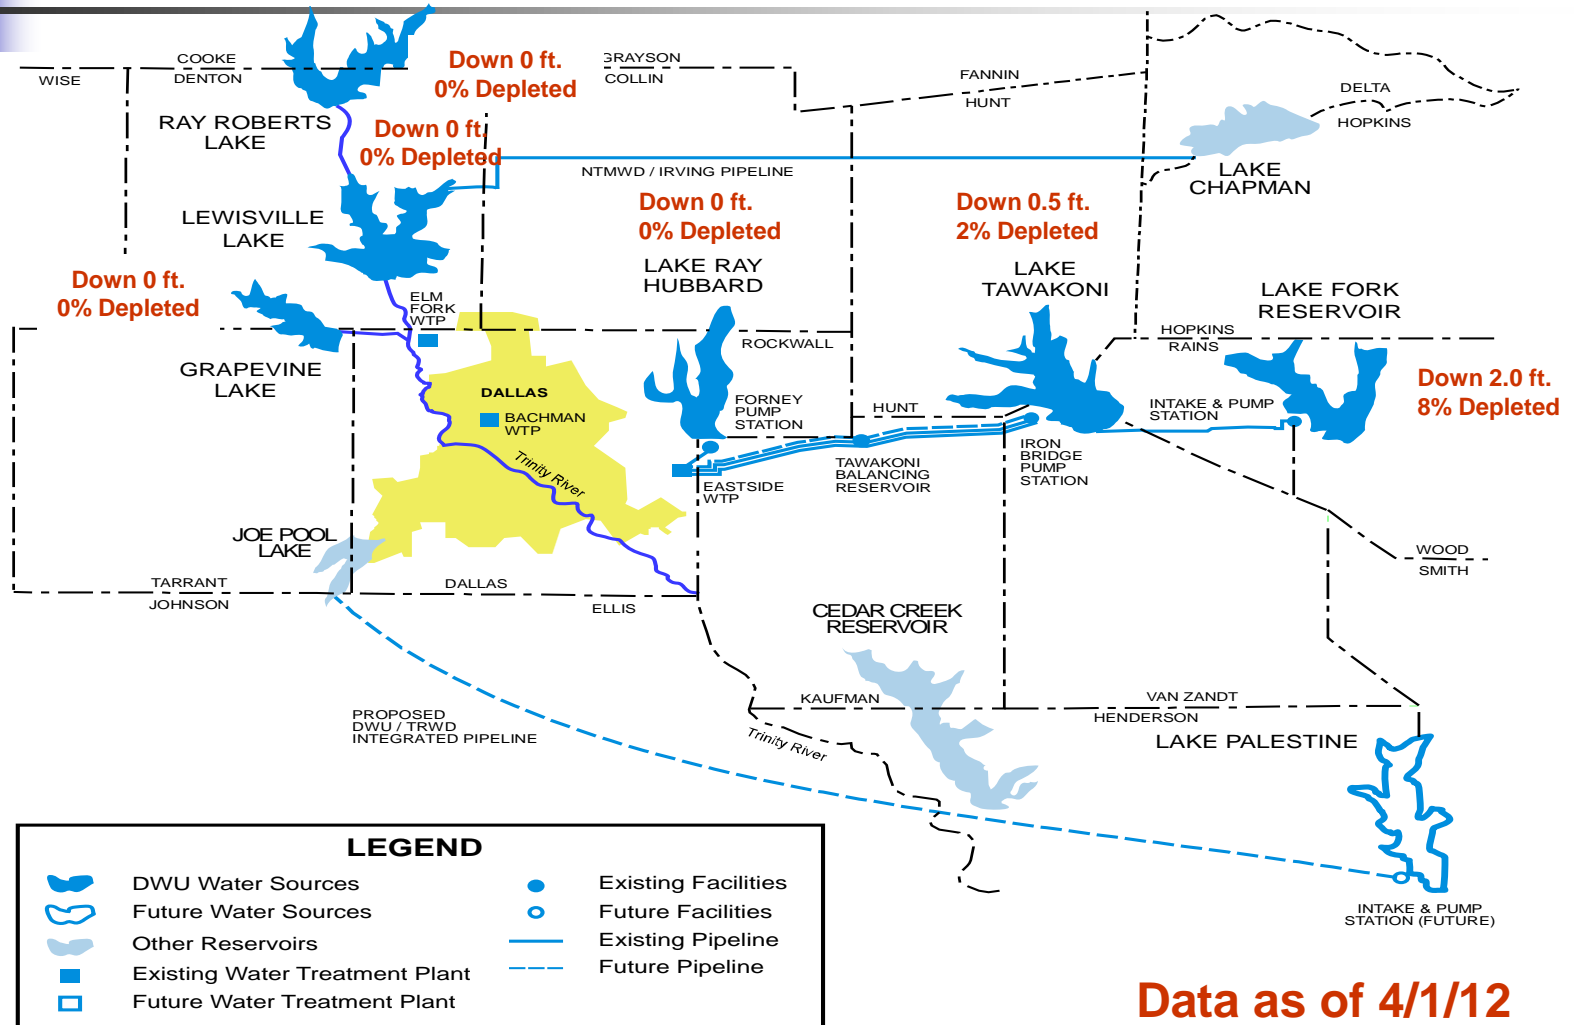 COOKE
WISE
DENTON
Down 0 ft.
0% Depleted
GRAYSON
COLLIN
FANNIN
HUNT
DELTA
HOPKINS
RAY ROBERTS
LAKE
Down 0 ft.
0% Depleted
NTMWD / IRVING PIPELINE
LAKE
CHAPMAN
LEWISVILLE
LAKE
Down 0 ft.
0% Depleted
LAKE RAY
HUBBARD
Down 0.5 ft.
2% Depleted
LAKE
TAWAKONI
Down 0 ft.
0% Depleted
ELM
FORK
WTP
LAKE FORK
RESERVOIR
HOPKINS
RAINS
ROCKWALL
GRAPEVINE
LAKE
DALLAS
BACHMAN
WTP
FORNEY
PUMP
STATION
HUNT
INTAKE & PUMP
STATION
Down 2.0 ft.
8% Depleted
Trinity River
EASTSIDE
WTP
TAWAKONI
BALANCING
RESERVOIR
IRON
BRIDGE
PUMP
STATION
JOE POOL
LAKE
WOOD
SMITH
TARRANT
JOHNSON
DALLAS
ELLIS
CEDAR CREEK
RESERVOIR
KAUFMAN
VAN ZANDT
HENDERSON
PROPOSED
DWU / TRWD
INTEGRATED PIPELINE
Trinity River
LAKE PALESTINE
INTAKE & PUMP
STATION (FUTURE)
LEGEND
DWU Water Sources
Future Water Sources
Other Reservoirs
Existing Water Treatment Plant
Future Water Treatment Plant
Existing Facilities
Future Facilities
Existing Pipeline
Future Pipeline
Data as of 4/1/12